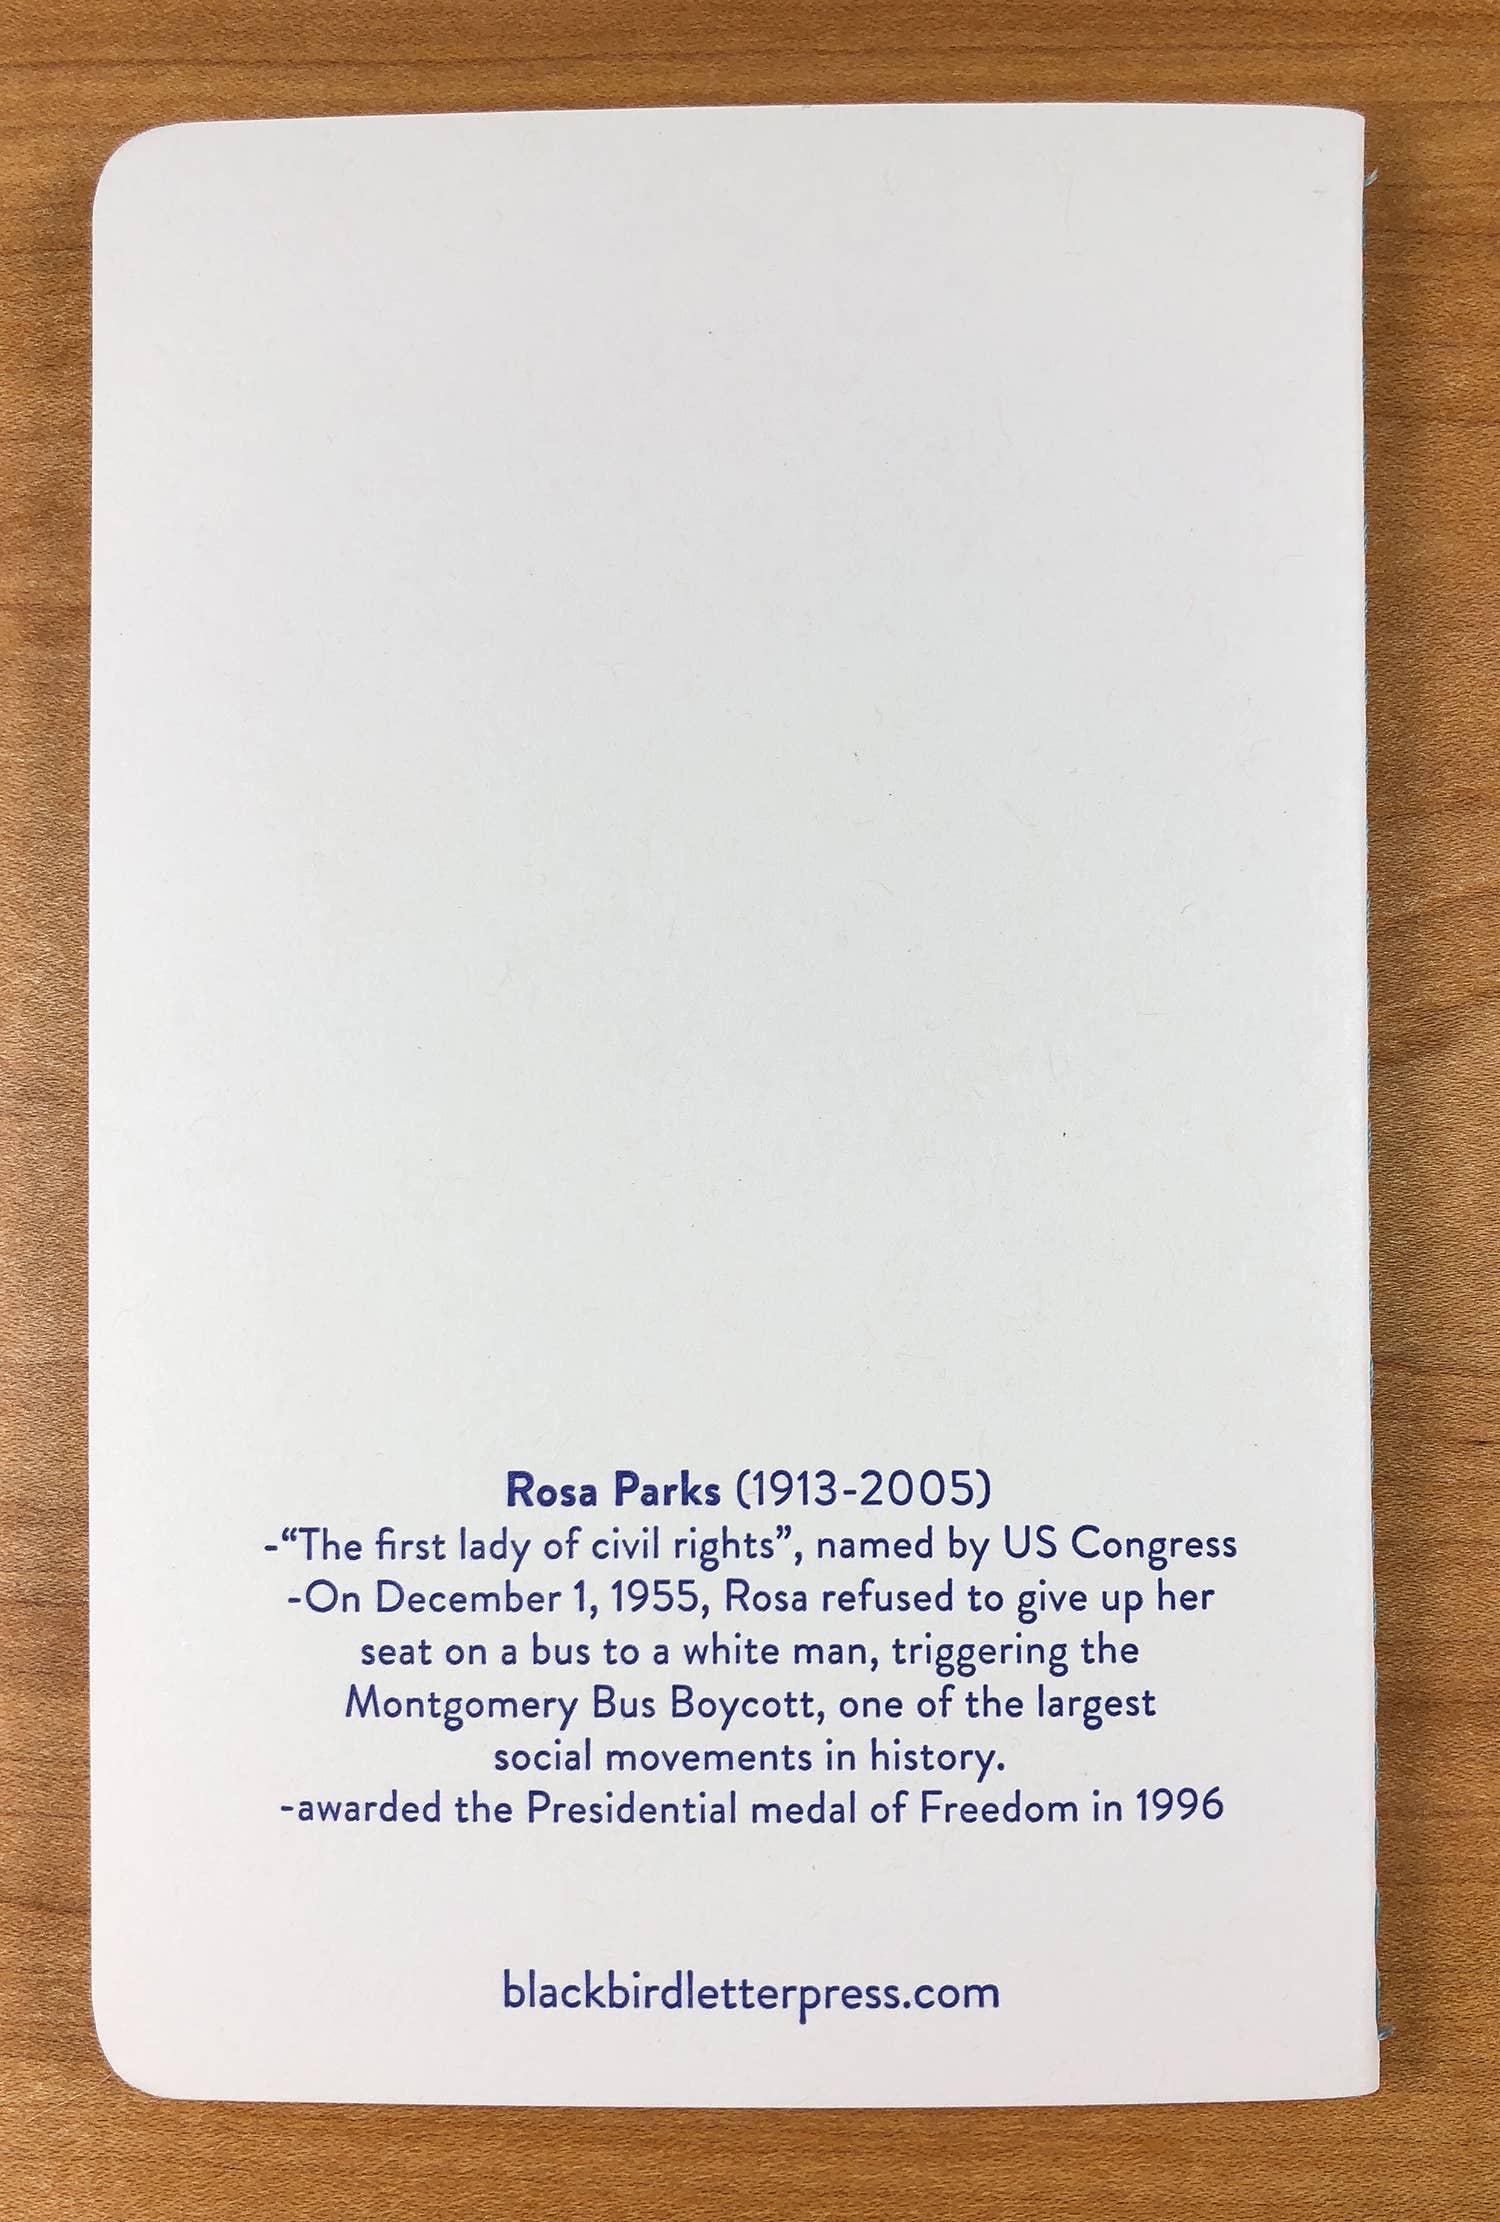 Rosa Parks (1913-2005)
-“The first lady of civil rights”, named by US Congress
-On December 1, 1955, Rosa refused to give up her
seat on a bus to a white man, triggering the
Montgomery Bus Boycott, one of the largest
social movements in history.
-awarded the Presidential medal of Freedom in 1996
blackbirdletterpress.com